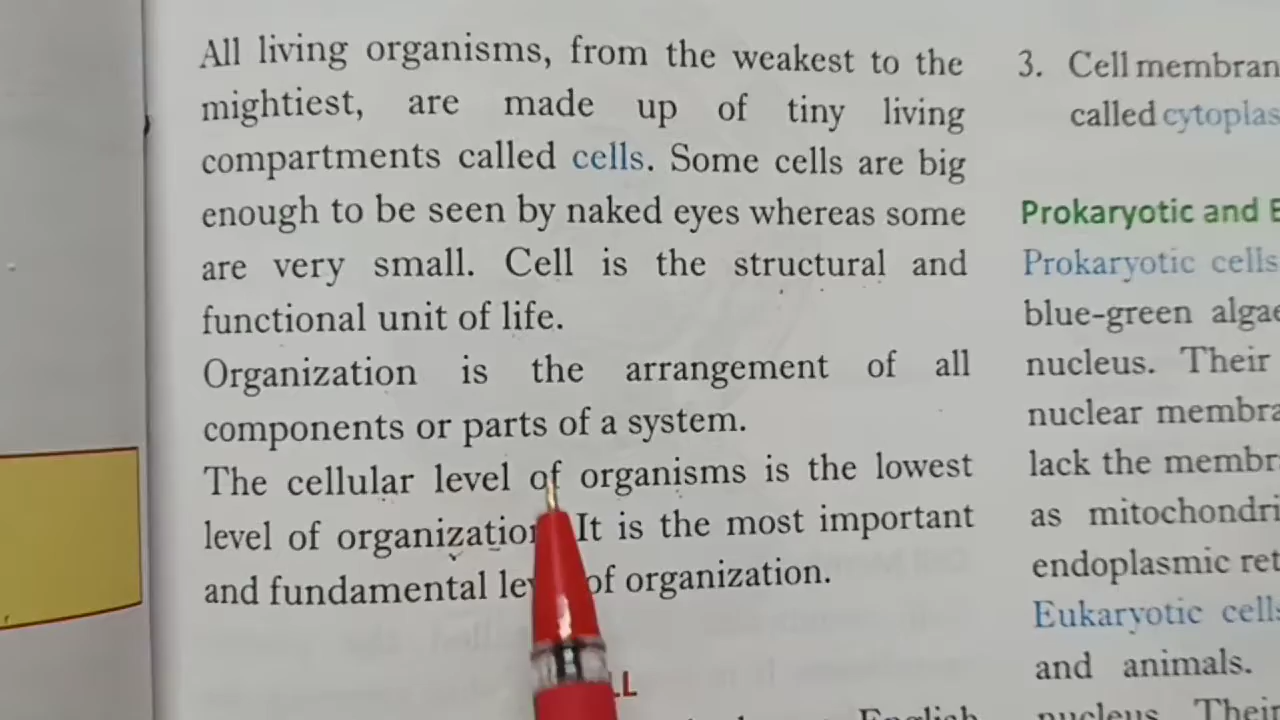 All living organisms, from the weakest to the
mightiest, are made up of tiny living
compartments called cells. Some cells are big
enough to be seen by naked eyes whereas some
are very small. Cell is the structural and
functional unit of life.
Organization is the arrangement of all
components or parts of a system.
The cellular level of organisms is the lowest
level of organization It is the most important
and fundamental of organization.
English
3. Cell membran
called cytoplas
Prokaryotic and E
Prokaryotic cells
blue-green algae
nucleus. Their
nuclear membra
lack the membr
as mitochondri
endoplasmic ret
Eukaryotic cells
and animals.
nucleus. Their